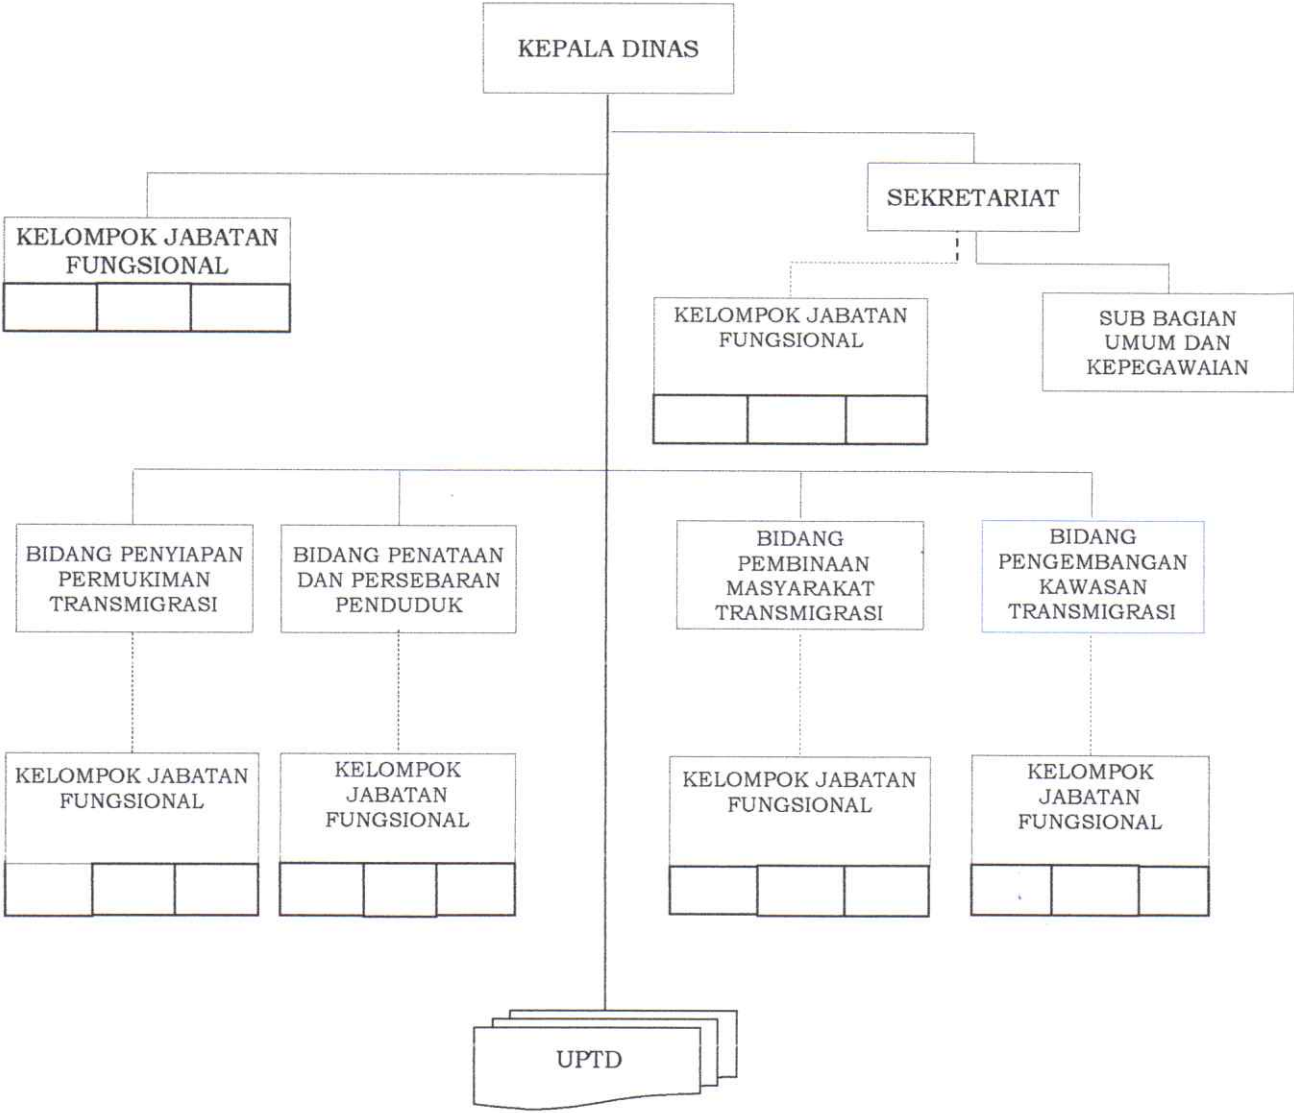 KEPALA DINAS
SEKRETARIAT
KELOMPOK JABATAN
FUNGSIONAL
KELOMPOK JABATAN
FUNGSIONAL
SUB BAGIAN
UMUM DAN
KEPEGAWAIAN
BIDANG PENYIAPAN
PERMUKIMAN
TRANSMIGRASI
BIDANG PENATAAN
DAN PERSEBARAN
PENDUDUK
BIDANG
PEMBINAAN
MASYARAKAT
TRANSMIGRASI
BIDANG
PENGEMBANGAN
KAWASAN
TRANSMIGRASI
KELOMPOK JABATAN
FUNGSIONAL
KELOMPOK
JABATAN
FUNGSIONAL
KELOMPOK JABATAN
FUNGSIONAL
KELOMPOK
JABATAN
FUNGSIONAL
UPTD